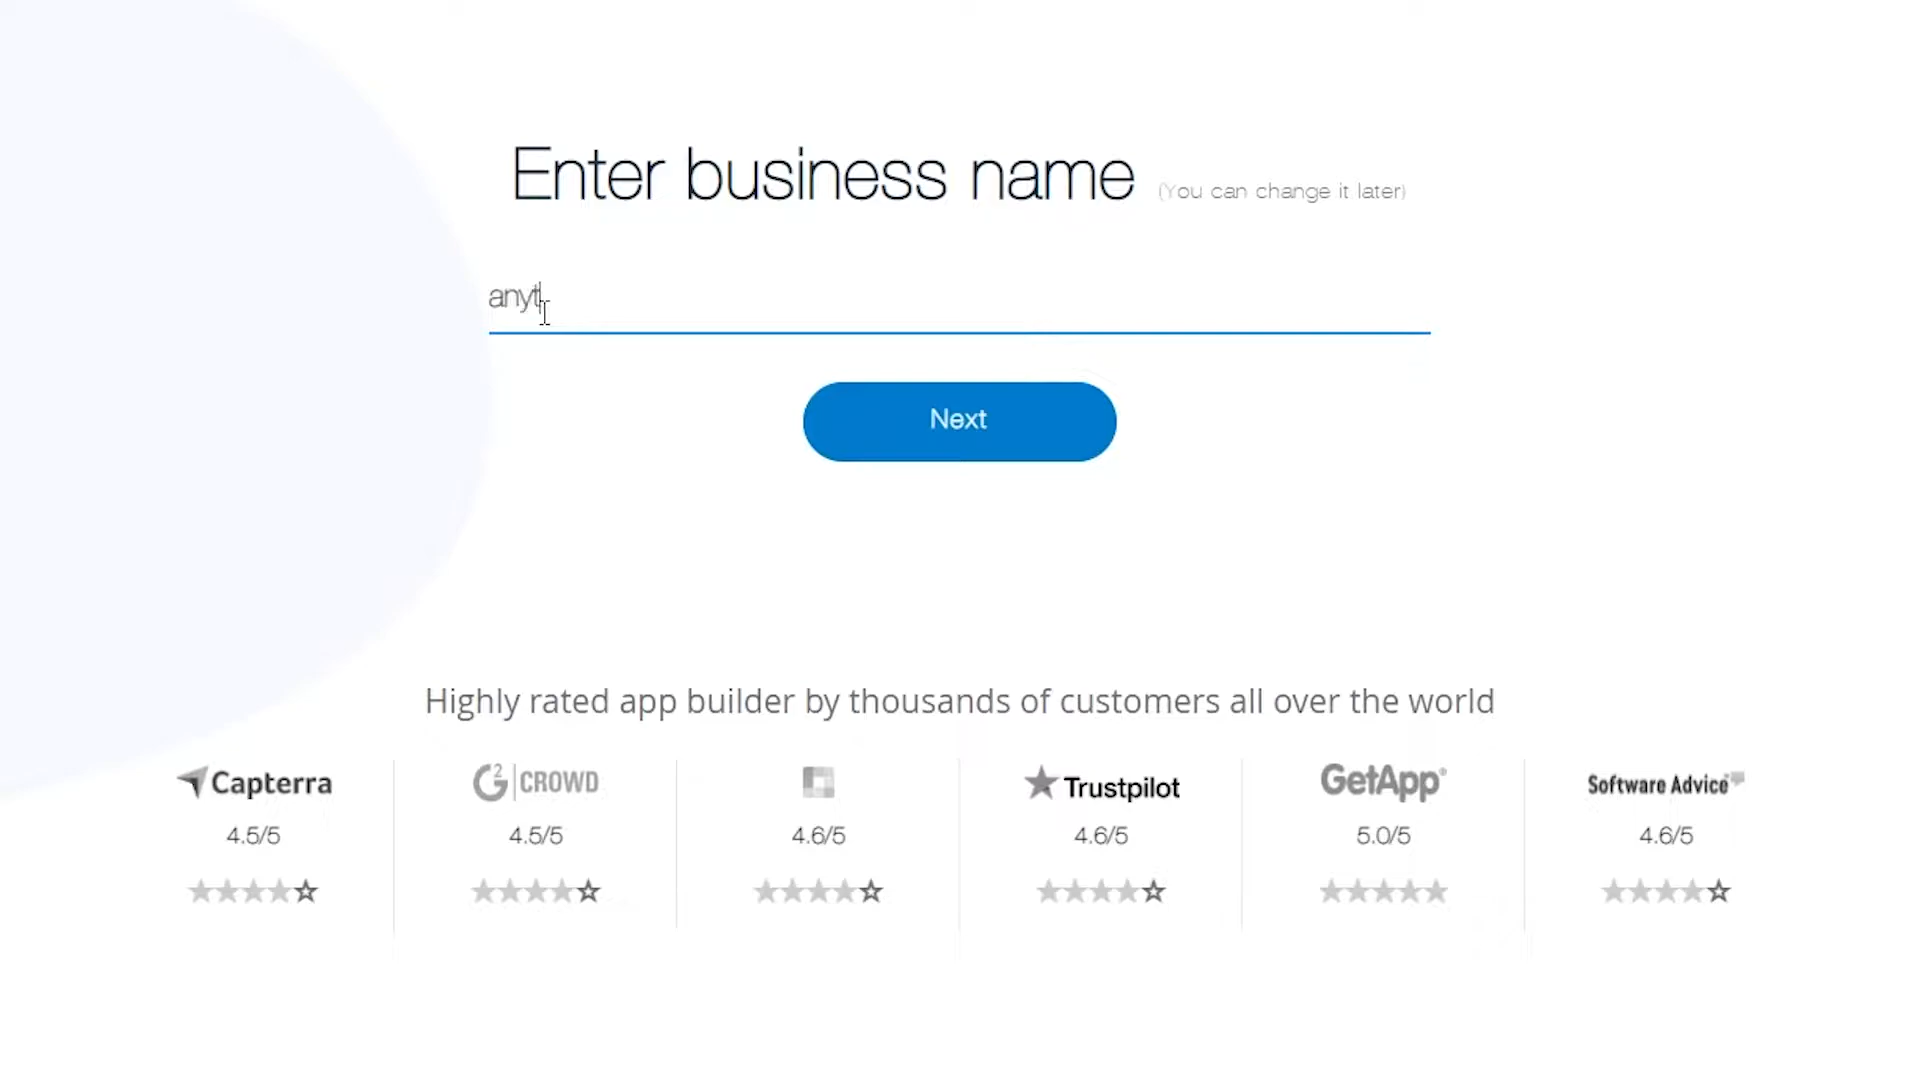 Enter business name (You can change it later)
anyt
Next
Highly rated app builder by thousands of customers all over the world
Capterra
G2 | CROWD
Trustpilot
GetApp®
Software Advice
4.5/5
4.5/5
4.6/5
4.6/5
5.0/5
4.6/5